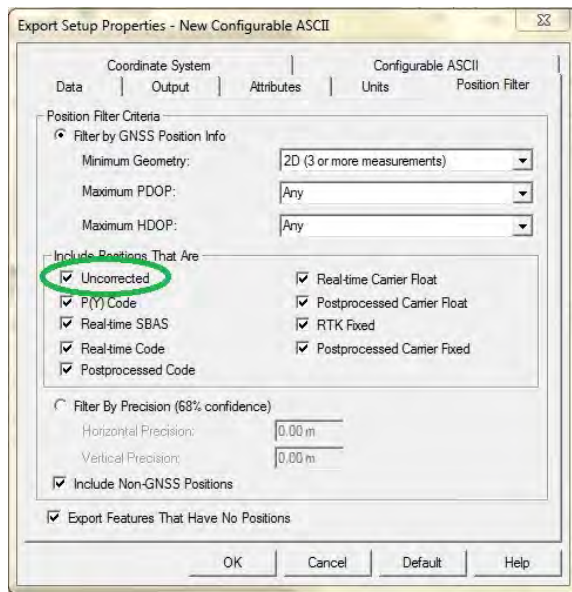 Export Setup Properties - New Configurable ASCII
Coordinate System Configurable ASCII
Data Output Attributes Units Position Filter
Position Filter Criteria
Filter by GNSS Position Info
Minimum Geometry: 2D (3 or more measurements)
Maximum PDOP: Any
Maximum HDOP: Any
Include Positions That Are
Uncorrected Real-time Carrier Float
P(Y) Code Postprocessed Carrier Float
Real-time SBAS RTK Fixed
Real-time Code Postprocessed Carrier Fixed
Postprocessed Code
Filter By Precision (68% confidence)
Horizontal Precision: 0.00 m
Vertical Precision: 0.00 m
Include Non-GNSS Positions
Export Features That Have No Positions
OK Cancel Default Help